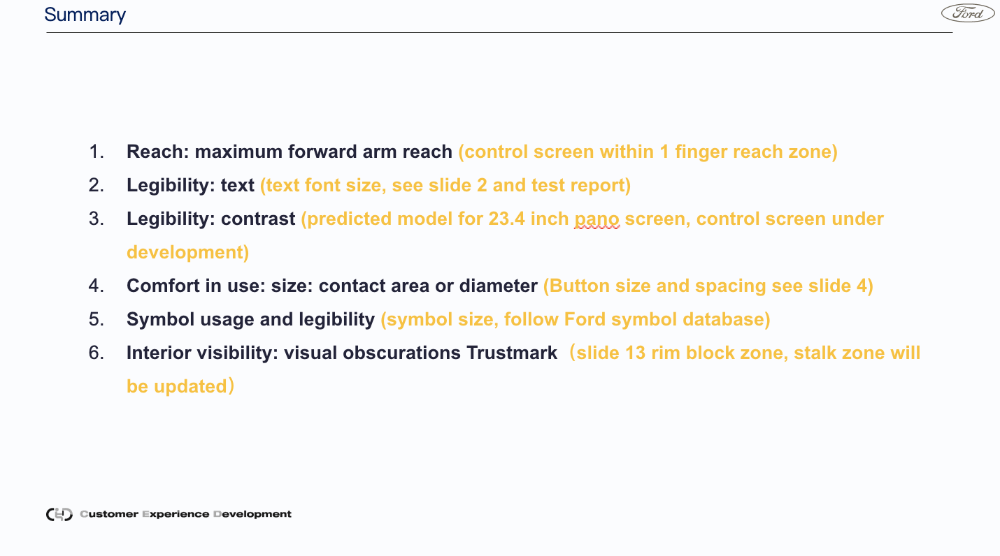 Summary
Ford
1. Reach: maximum forward arm reach (control screen within 1 finger reach zone)
2. Legibility: text (text font size, see slide 2 and test report)
3. Legibility: contrast (predicted model for 23.4 inch pano screen, control screen under
development)
4. Comfort in use: size: contact area or diameter (Button size and spacing see slide 4)
5. Symbol usage and legibility (symbol size, follow Ford symbol database)
6. Interior visibility: visual obscurations Trustmark（slide 13 rim block zone, stalk zone will
be updated）
Customer Experience Development